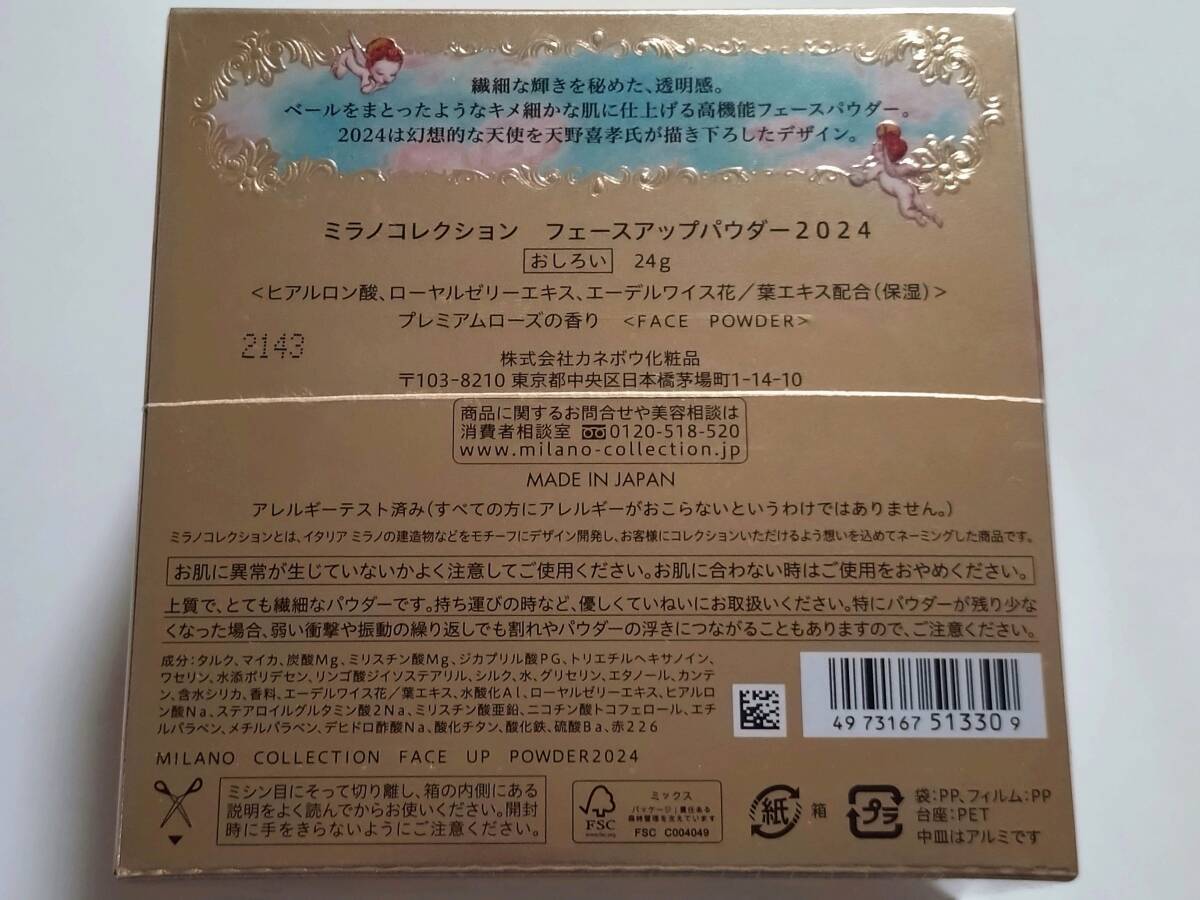 繊細な輝きを秘めた、透明感。
ベールをまとったようなキメ細かな肌に仕上げる高機能フェースパウダー。
2024は幻想的な天使を天野喜孝氏が描き下ろしたデザイン。
ミラノコレクション　フェースアップパウダー2024
おしろい　24g
<ヒアルロン酸、ローヤルゼリーエキス、エーデルワイス花／葉エキス配合(保湿)>
プレミアムローズの香り　<FACE POWDER>
2143
株式会社カネボウ化粧品
〒103-8210 東京都中央区日本橋茅場町1-14-10
商品に関するお問合せや美容相談は
消費者相談室 0120-518-520
www.milano-collection.jp
MADE IN JAPAN
アレルギーテスト済み(すべての方にアレルギーがおこらないというわけではありません。)
ミラノコレクションとは、イタリア ミラノの建造物などをモチーフにデザイン開発し、お客様にコレクションいただけるよう想いを込めてネーミングした商品です。
お肌に異常が生じていないかよく注意してご使用ください。お肌に合わない時はご使用をおやめください。
上質で、とても繊細なパウダーです。持ち運びの時など、優しくていねいにお取扱いください。特にパウダーが残り少な
くなった場合、弱い衝撃や振動の繰り返しでも割れやパウダーの浮きにつながることもありますので、ご注意ください。
成分：タルク、マイカ、炭酸Mg、ミリスチン酸Mg、ジカプリル酸PG、トリエチルヘキサノイン、
ワセリン、水添ポリデセン、リンゴ酸ジイソステアリル、シルク、水、グリセリン、エタノール、カンテ
ン、含水シリカ、香料、エーデルワイス花／葉エキス、水酸化Al、ローヤルゼリーエキス、ヒアルロ
ン酸Na、ステアロイルグルタミン酸2Na、ミリスチン酸亜鉛、ニコチン酸トコフェロール、エチ
ルパラベン、メチルパラベン、デヒドロ酢酸Na、酸化チタン、酸化鉄、硫酸Ba、赤226
4 973167 513309
MILANO COLLECTION FACE UP POWDER2024
ミシン目にそって切り離し、箱の内側にある
説明をよく読んでからお使いください。開封
時に手をきらないようにご注意ください。
FSC
www.fsc.org
ミックス
パッケージ｜責任ある
森林管理を支えています
FSC C004049
紙 箱
プラ
袋：PP、フィルム：PP
台座：PET
中皿はアルミです